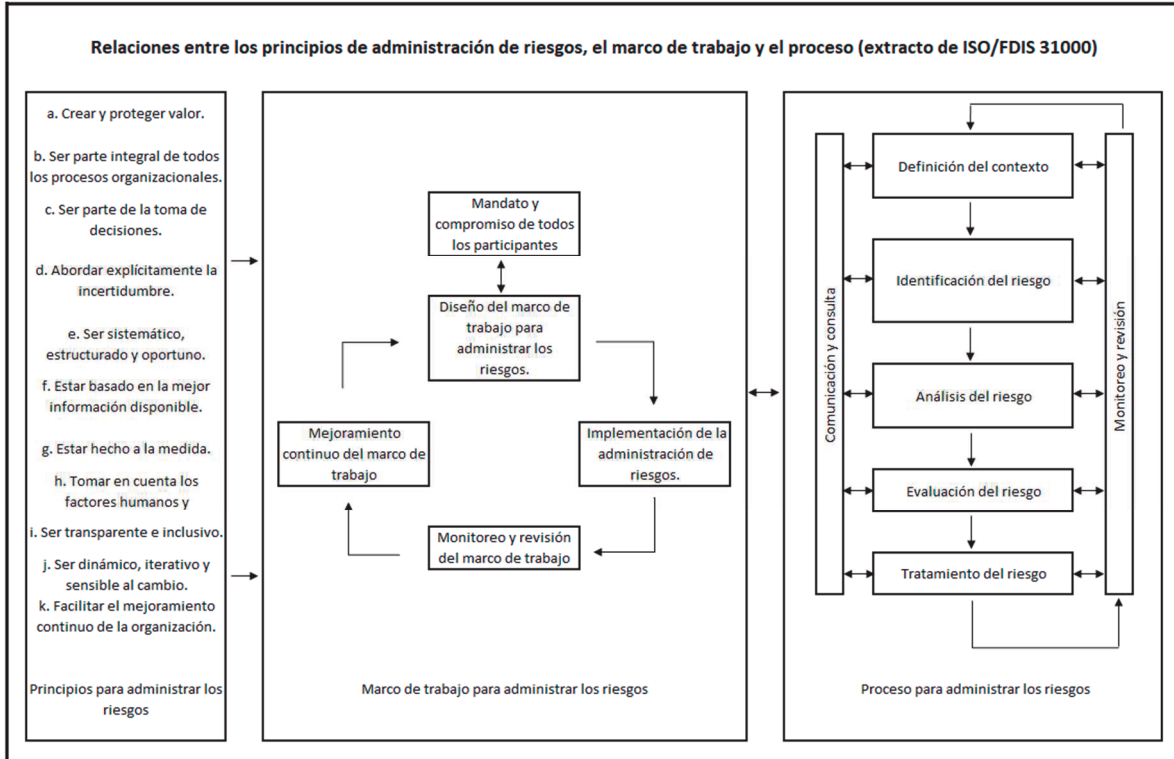 Relaciones entre los principios de administración de riesgos, el marco de trabajo y el proceso (extracto de ISO/FDIS 31000)
a. Crear y proteger valor.
b. Ser parte integral de todos
los procesos organizacionales.
c. Ser parte de la toma de
decisiones.
d. Abordar explícitamente la
incertidumbre.
e. Ser sistemático,
estructurado y oportuno.
f. Estar basado en la mejor
información disponible.
g. Estar hecho a la medida.
h. Tomar en cuenta los
factores humanos y
i. Ser transparente e inclusivo.
j. Ser dinámico, iterativo y
sensible al cambio.
k. Facilitar el mejoramiento
continuo de la organización.
Principios para administrar los
riesgos
Mandato y
compromiso de todos
los participantes
Diseño del marco de
trabajo para
administrar los
riesgos.
Mejoramiento
continuo del marco de
trabajo
Implementación de la
administración de
riesgos.
Monitoreo y revisión
del marco de trabajo
Marco de trabajo para administrar los riesgos
Comunicación y consulta
Definición del contexto
Identificación del riesgo
Análisis del riesgo
Evaluación del riesgo
Tratamiento del riesgo
Monitoreo y revisión
Proceso para administrar los riesgos